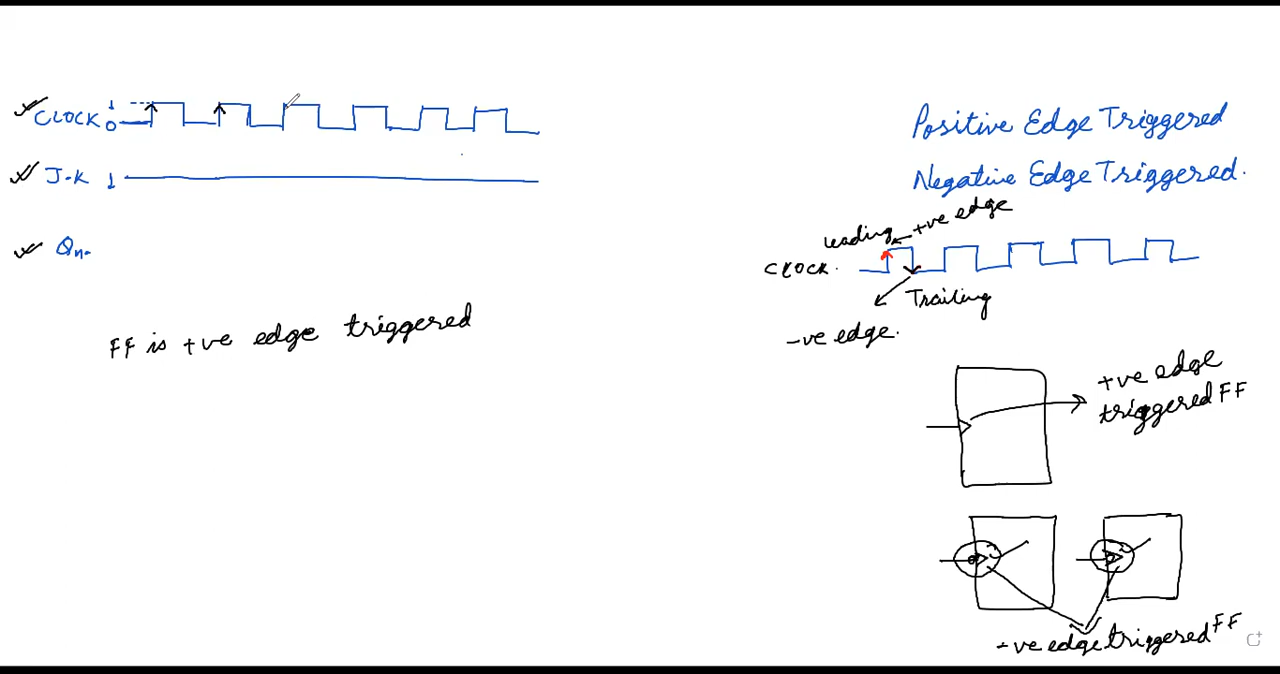 CLOCK 1
0
J-K 1
Qn.
FF is +ve edge triggered
Positive Edge Triggered
Negative Edge Triggered.
leading +ve edge
CLOCK.
Trailing
-ve edge.
+ve edge
triggered FF
-ve edge triggered FF